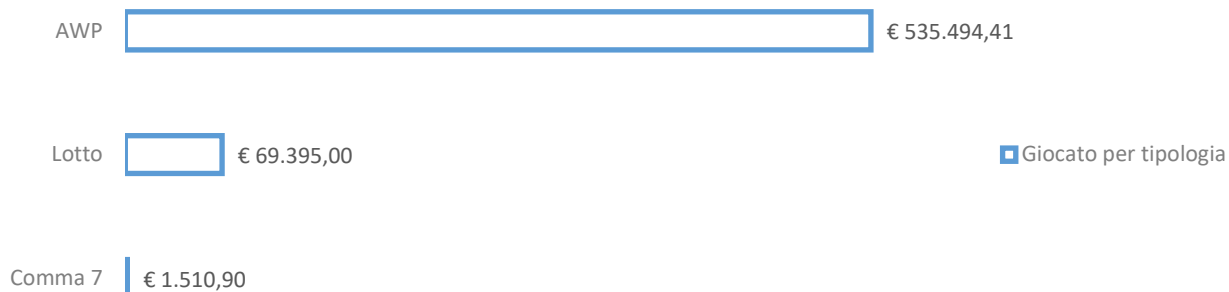 AWP
€ 535.494,41
Lotto
€ 69.395,00
Giocato per tipologia
Comma 7
€ 1.510,90